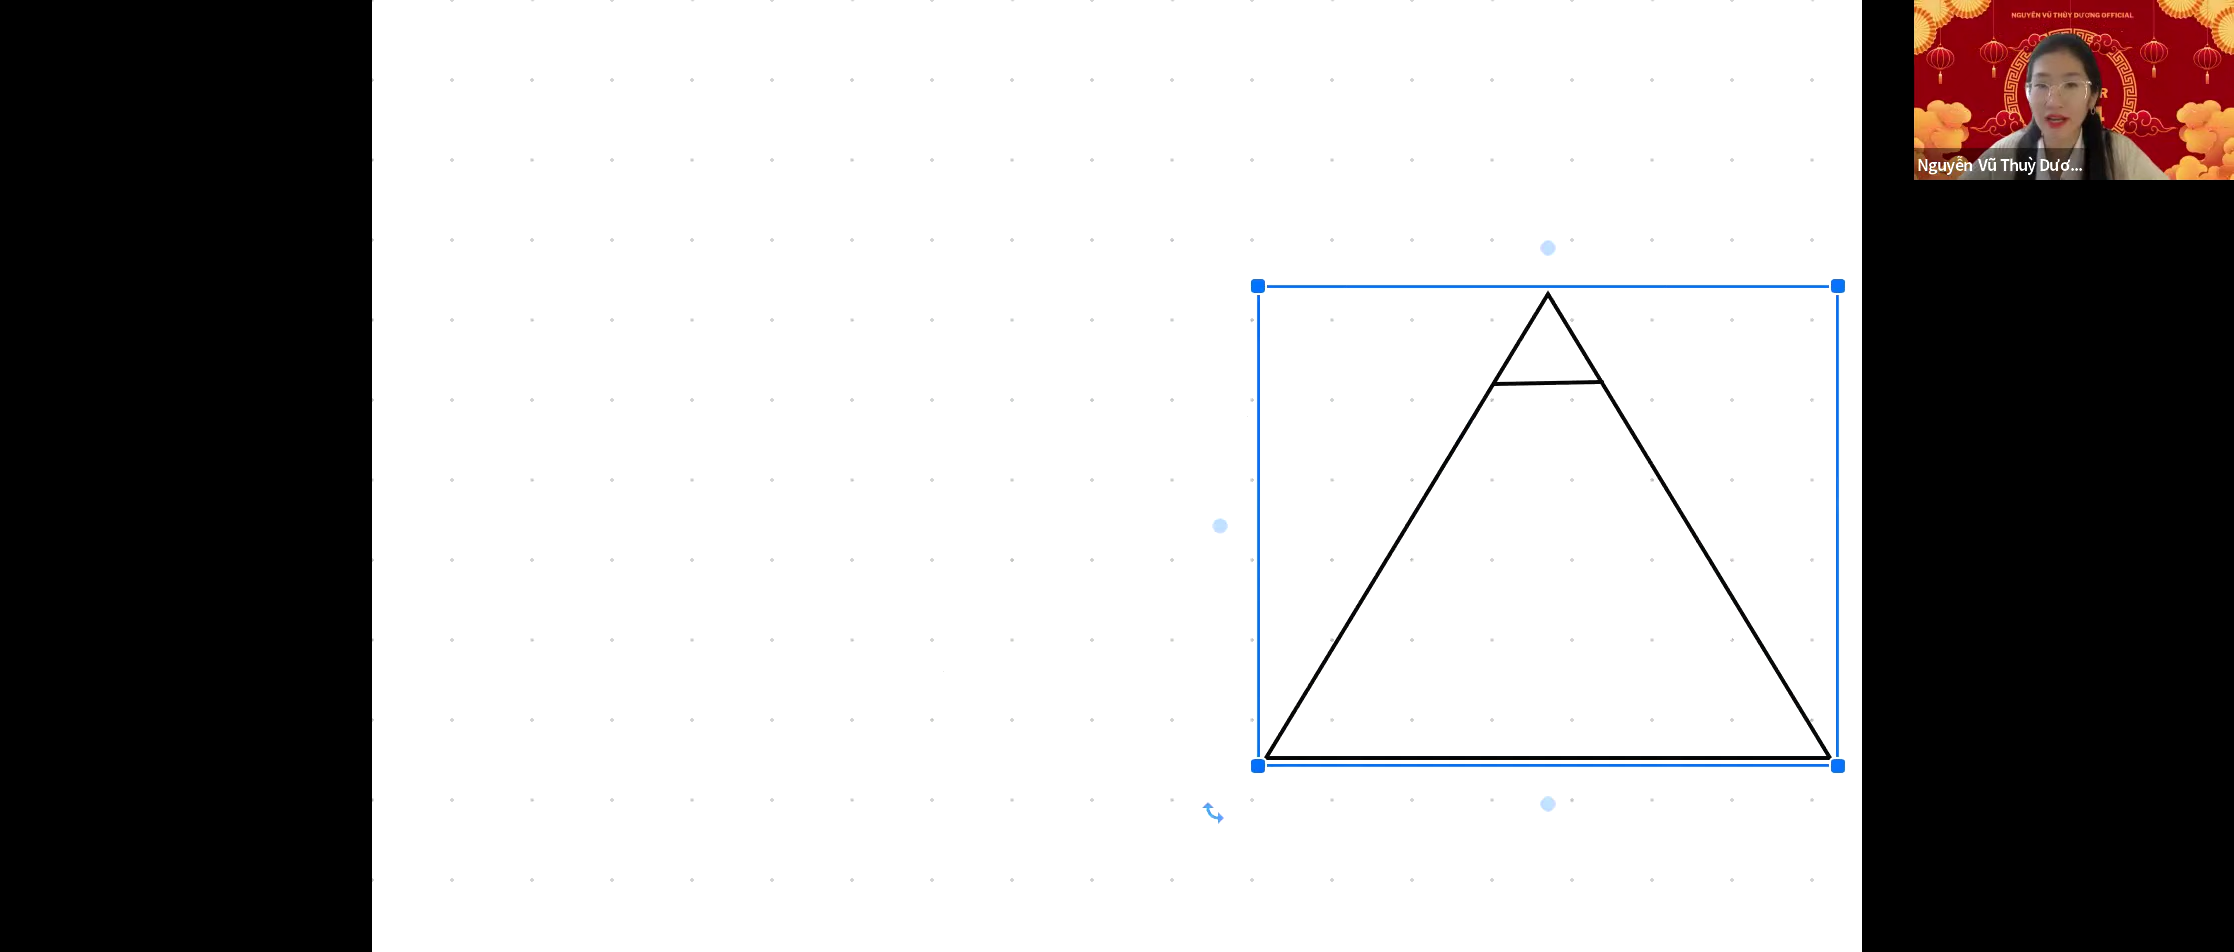 NGUYỄN VŨ THÙY DƯƠNG OFFICIAL
Nguyễn Vũ Thuỳ Dươ...